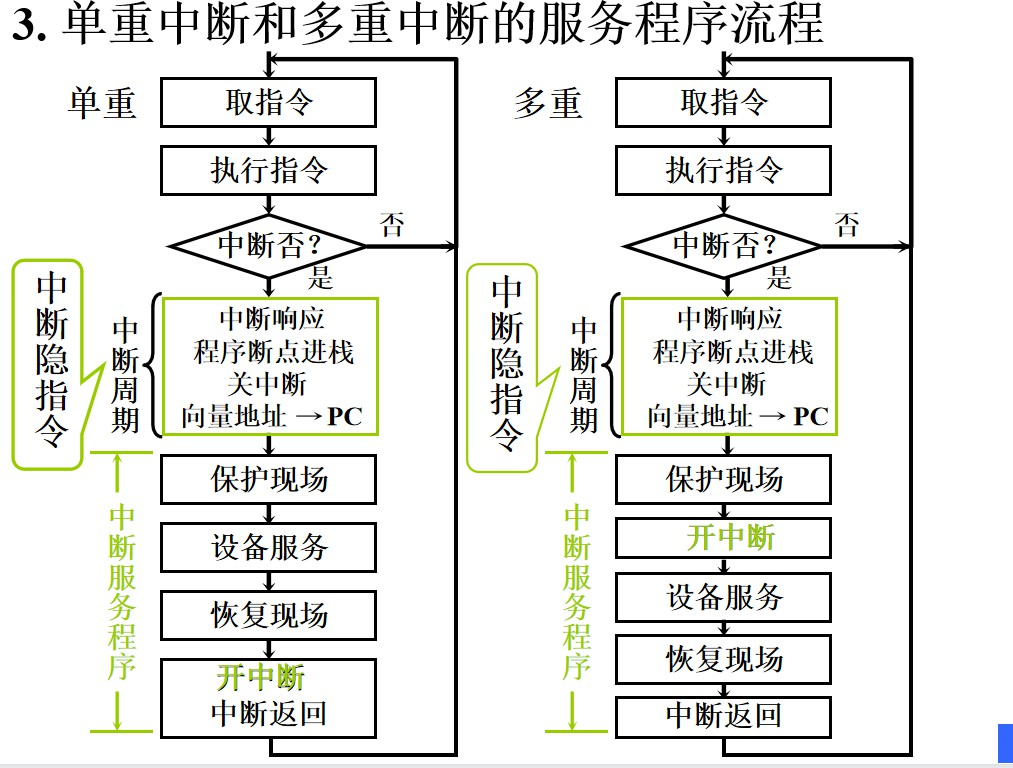 3. 单重中断和多重中断的服务程序流程
单重
取指令
执行指令
中断否?
否
是
中断隐指令
中断周期
中断响应
程序断点进栈
关中断
向量地址 → PC
中断服务程序
保护现场
设备服务
恢复现场
开中断
中断返回
多重
取指令
执行指令
中断否?
否
是
中断隐指令
中断周期
中断响应
程序断点进栈
关中断
向量地址 → PC
中断服务程序
保护现场
开中断
设备服务
恢复现场
中断返回